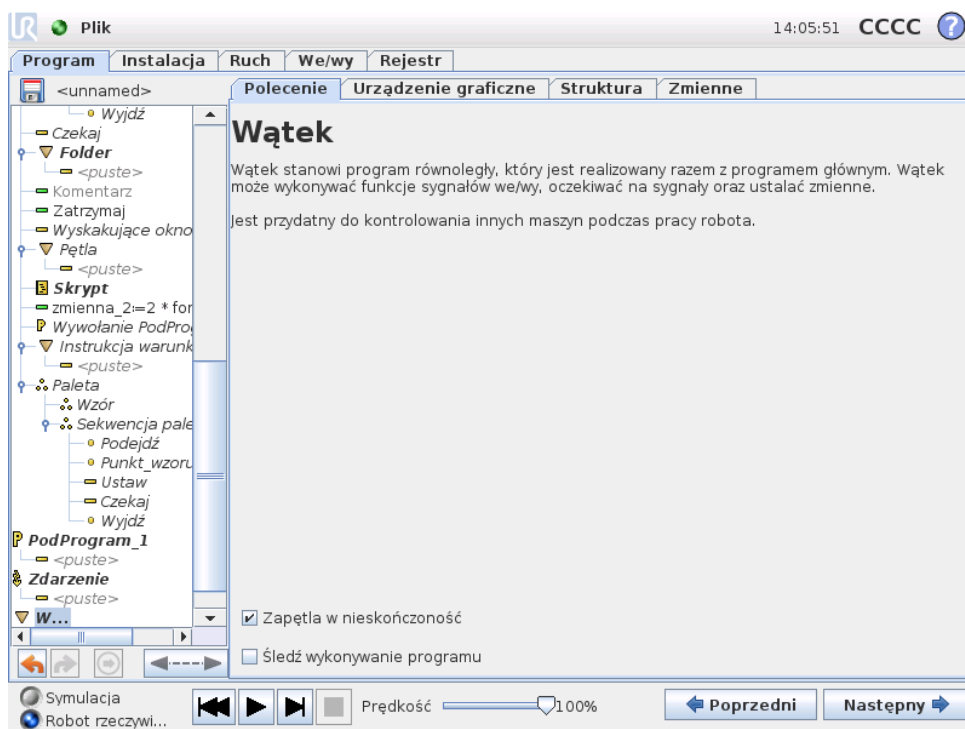 UR Plik 14:05:51 CCCC ?
Program Instalacja Ruch We/wy Rejestr
<unnamed>
Polecenie Urządzenie graficzne Struktura Zmienne
Wyjdź
Czekaj
Folder
<puste>
Komentarz
Zatrzymaj
Wyskakujące okno
Pętla
<puste>
Skrypt
zmienna_2:=2 * for
Wywołanie PodPro
Instrukcja warunk
<puste>
Paleta
Wzór
Sekwencja pale
Podejdź
Punkt_wzoru
Ustaw
Czekaj
Wyjdź
P PodProgram_1
<puste>
Zdarzenie
<puste>
W...
Wątek
Wątek stanowi program równoległy, który jest realizowany razem z programem głównym. Wątek
może wykonywać funkcje sygnałów we/wy, oczekiwać na sygnały oraz ustalać zmienne.
Jest przydatny do kontrolowania innych maszyn podczas pracy robota.
Zapętla w nieskończoność
Śledź wykonywanie programu
Symulacja
Robot rzeczywi...
Prędkość 100%
Poprzedni
Następny